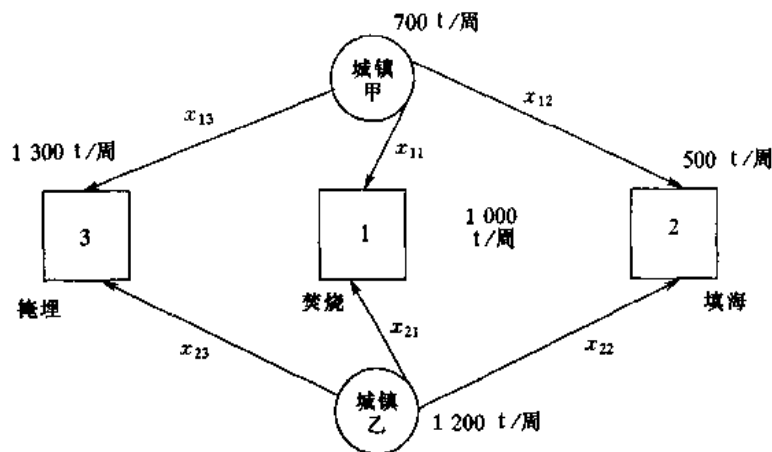 700 t/周
城镇
甲
x₁₃
x₁₂
x₁₁
1 300 t/周
500 t/周
3
1
1 000
t/周
2
掩埋
焚烧
填海
x₂₃
x₂₁
x₂₂
城镇
乙
1 200 t/周